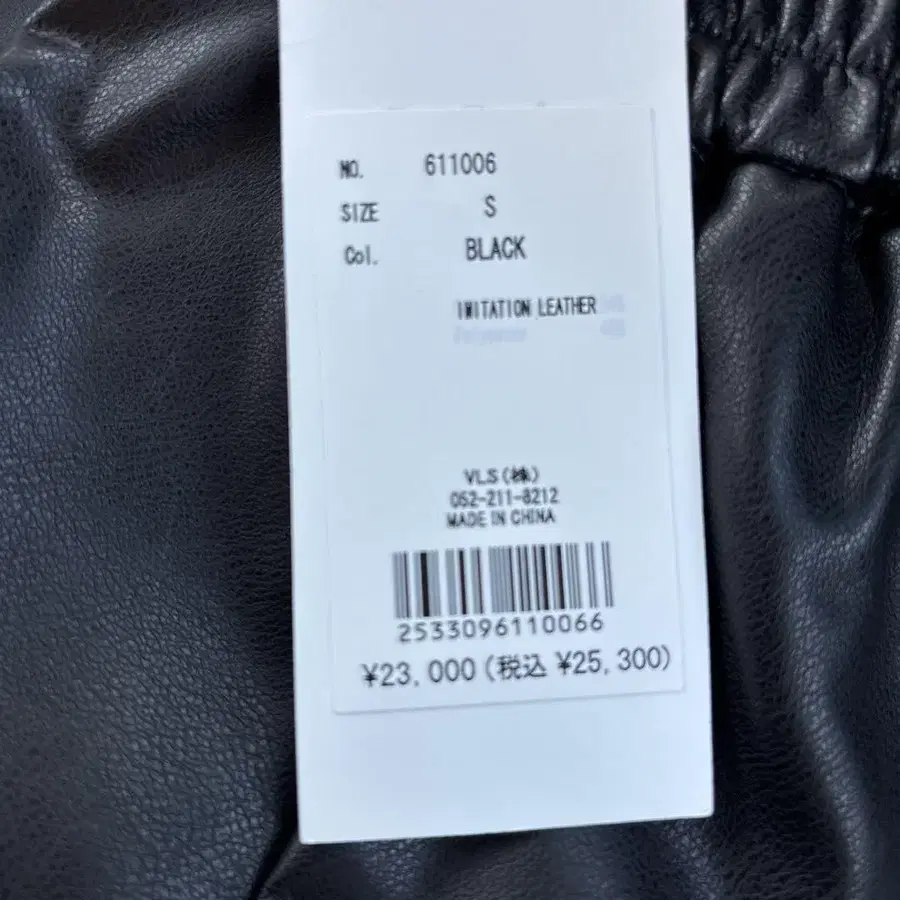 NO. 611006
SIZE S
Col. BLACK
IMITATION LEATHER
VLS(株)
052-211-8212
MADE IN CHINA
2533096110066
¥23,000(税込 ¥25,300)